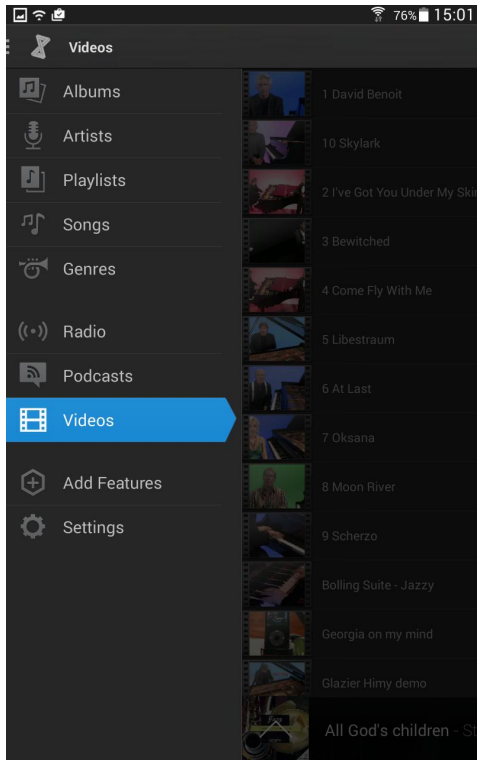 76% 15:01
Videos
Albums
Artists
Playlists
Songs
Genres
Radio
Podcasts
Videos
Add Features
Settings
1 David Benoit
10 Skylark
2 I've Got You Under My Skin
3 Bewitched
4 Come Fly With Me
5 Libestraum
6 At Last
7 Oksana
8 Moon River
9 Scherzo
Bolling Suite - Jazzy
Georgia on my mind
Glazier Himy demo
All God's children - St